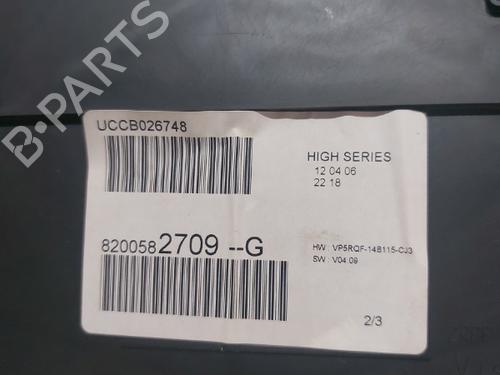 B-PARTS
UCCB026748
HIGH SERIES
12 04 06
22 18
8200582709 --G
HW : VP5RQF-14B115-CJ3
SW : V04.09
2/3